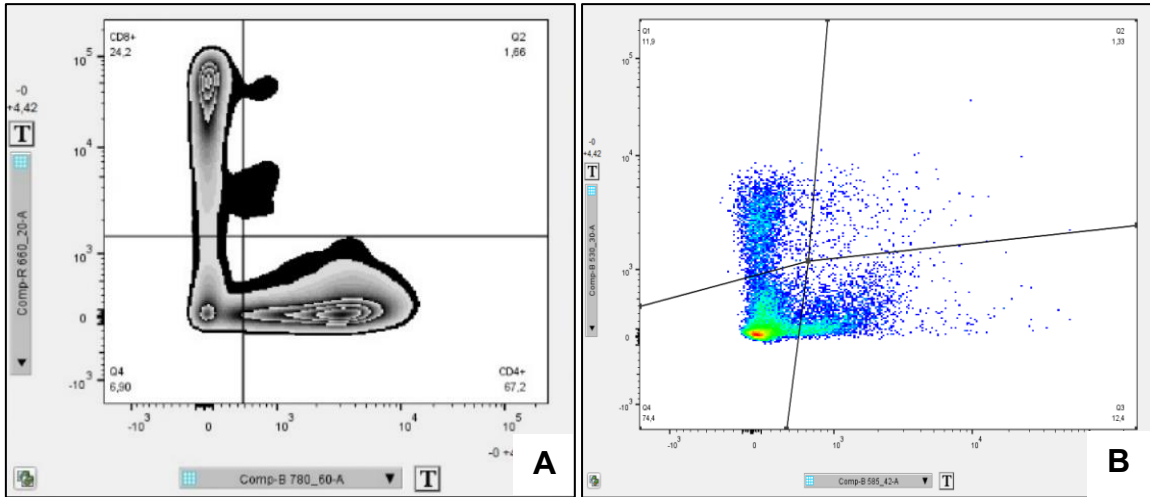 CD8+
24,2
Q2
1,66
10^5
10^4
10^3
0
-10^3
-0
+4,42
T
Comp-R 660_20-A
Q4
6,90
CD4+
67,2
-10^3
0
10^3
10^4
10^5
-0 +4
Comp-B 780_60-A
T
A
Q1
11,9
Q2
1,33
10^5
10^4
10^3
0
-10^3
-0
+4,42
T
Comp-B 530_30-A
Q4
74,4
Q3
12,4
-10^3
0
10^3
10^4
Comp-B 585_42-A
T
B